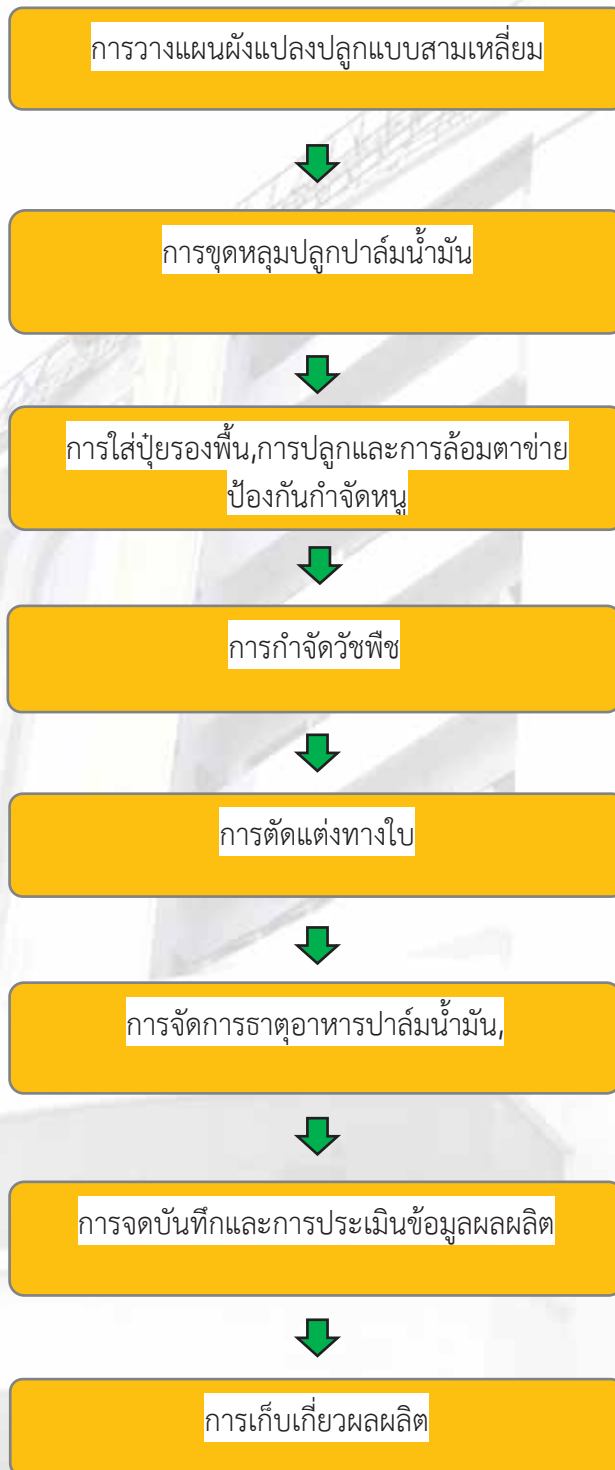 การวางแผนผังแปลงปลูกแบบสามเหลี่ยม
การขุดหลุมปลูกปาล์มน้ำมัน
การใส่ปุ๋ยรองพื้น,การปลูกและการล้อมตาข่าย
ป้องกันกำจัดหนู
การกำจัดวัชพืช
การตัดแต่งทางใบ
การจัดการธาตุอาหารปาล์มน้ำมัน,
การจดบันทึกและการประเมินข้อมูลผลผลิต
การเก็บเกี่ยวผลผลิต